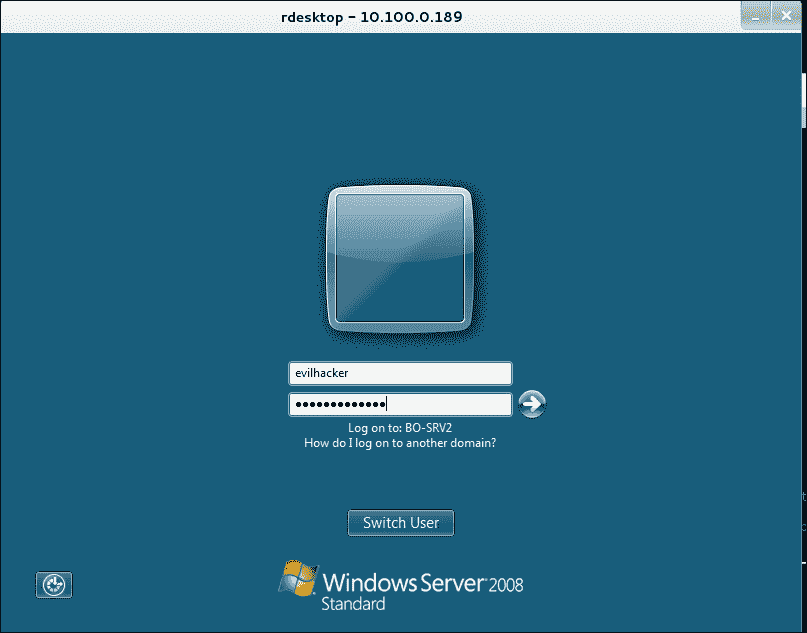 rdesktop - 10.100.0.189
evilhacker
•••••••••••••
Log on to: BO-SRV2
How do I log on to another domain?
Switch User
Windows Server 2008
Standard